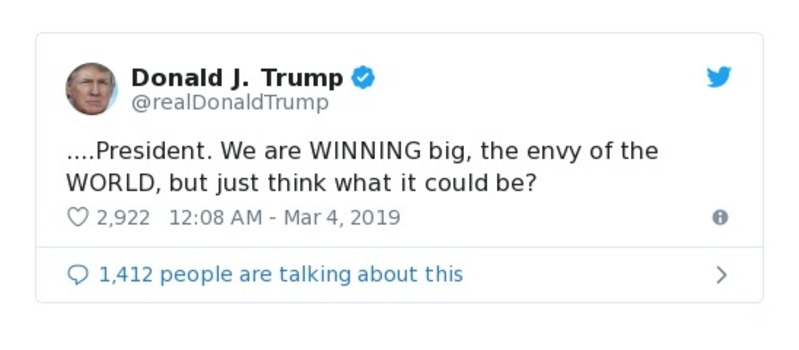 Donald J. Trump
@realDonaldTrump
....President. We are WINNING big, the envy of the
WORLD, but just think what it could be?
2,922 12:08 AM - Mar 4, 2019
1,412 people are talking about this